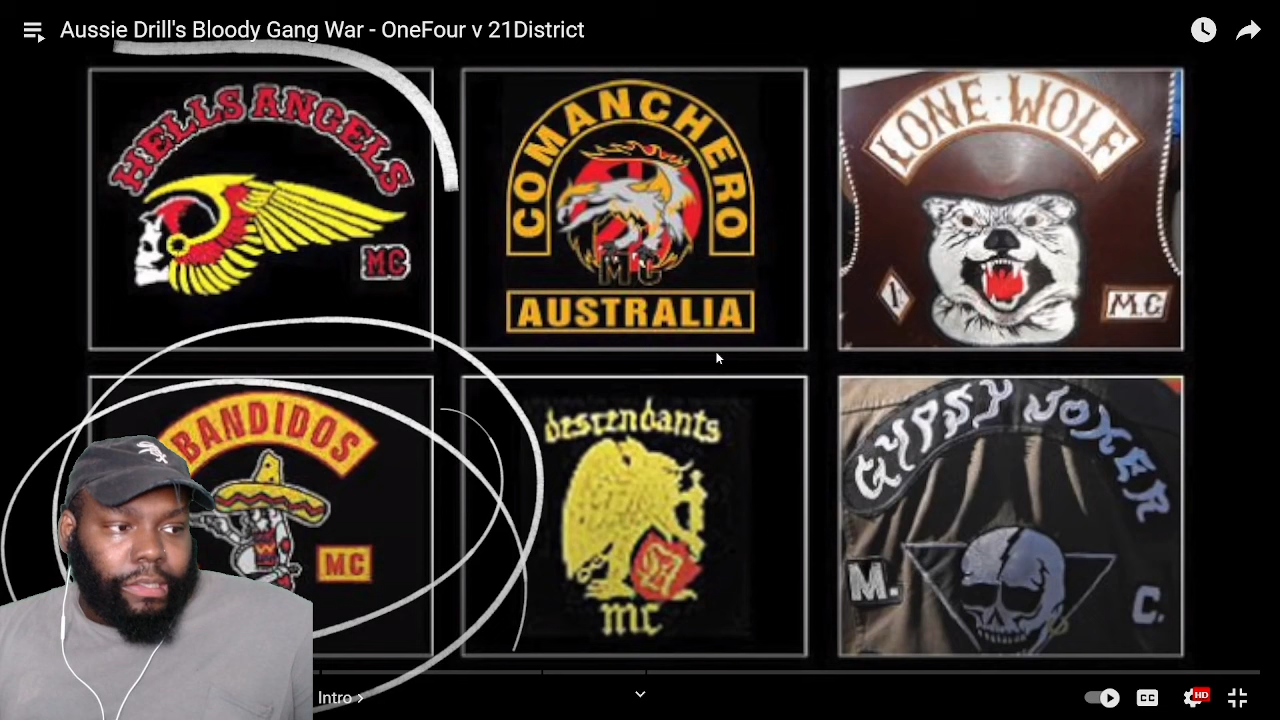 Aussie Drill's Bloody Gang War - OneFour v 21District
HELLS ANGELS
MC
COMANCHERO
MC
AUSTRALIA
LONE WOLF
1%
M.C
BANDIDOS
MC
descendants
mc
GYPSY JOKER
M.
C.
Intro >
CC
HD